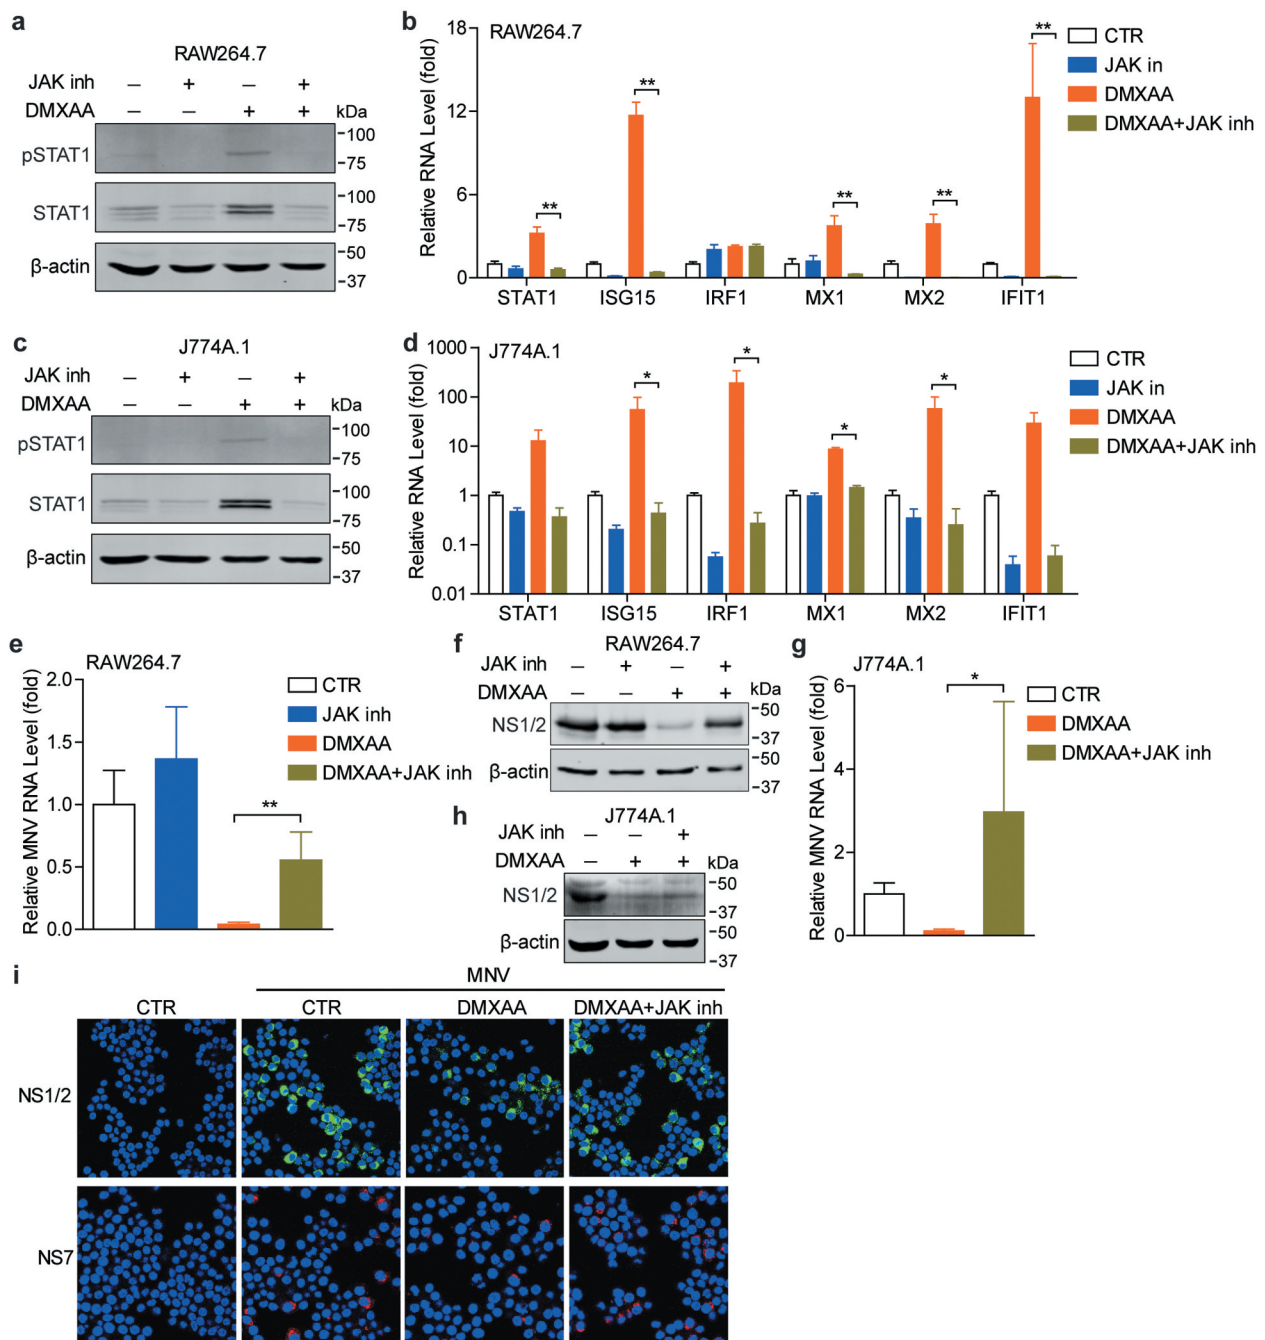 a
RAW264.7
JAK inh – + – +
DMXAA – – + + kDa
pSTAT1 -100
-75
STAT1 -100
-75
β-actin -50
-37
b
RAW264.7
Relative RNA Level (fold)
18
12
6
0
STAT1 ISG15 IRF1 MX1 MX2 IFIT1
** ** ** ** **
CTR
JAK in
DMXAA
DMXAA+JAK inh
c
J774A.1
JAK inh – + – +
DMXAA – – + + kDa
pSTAT1 -100
-75
STAT1 -100
-75
β-actin -50
-37
d
J774A.1
Relative RNA Level (fold)
1000
100
10
1
0.1
0.01
STAT1 ISG15 IRF1 MX1 MX2 IFIT1
* * * *
CTR
JAK in
DMXAA
DMXAA+JAK inh
e
RAW264.7
Relative MNV RNA Level (fold)
2.0
1.5
1.0
0.5
0.0
**
CTR
JAK inh
DMXAA
DMXAA+JAK inh
f
RAW264.7
JAK inh – + – +
DMXAA – – + + kDa
NS1/2 -50
-37
β-actin -50
-37
g
J774A.1
Relative MNV RNA Level (fold)
6
4
2
0
*
CTR
DMXAA
DMXAA+JAK inh
h
J774A.1
JAK inh – – +
DMXAA – + + kDa
NS1/2 -50
-37
β-actin -50
-37
i
MNV
CTR CTR DMXAA DMXAA+JAK inh
NS1/2
NS7